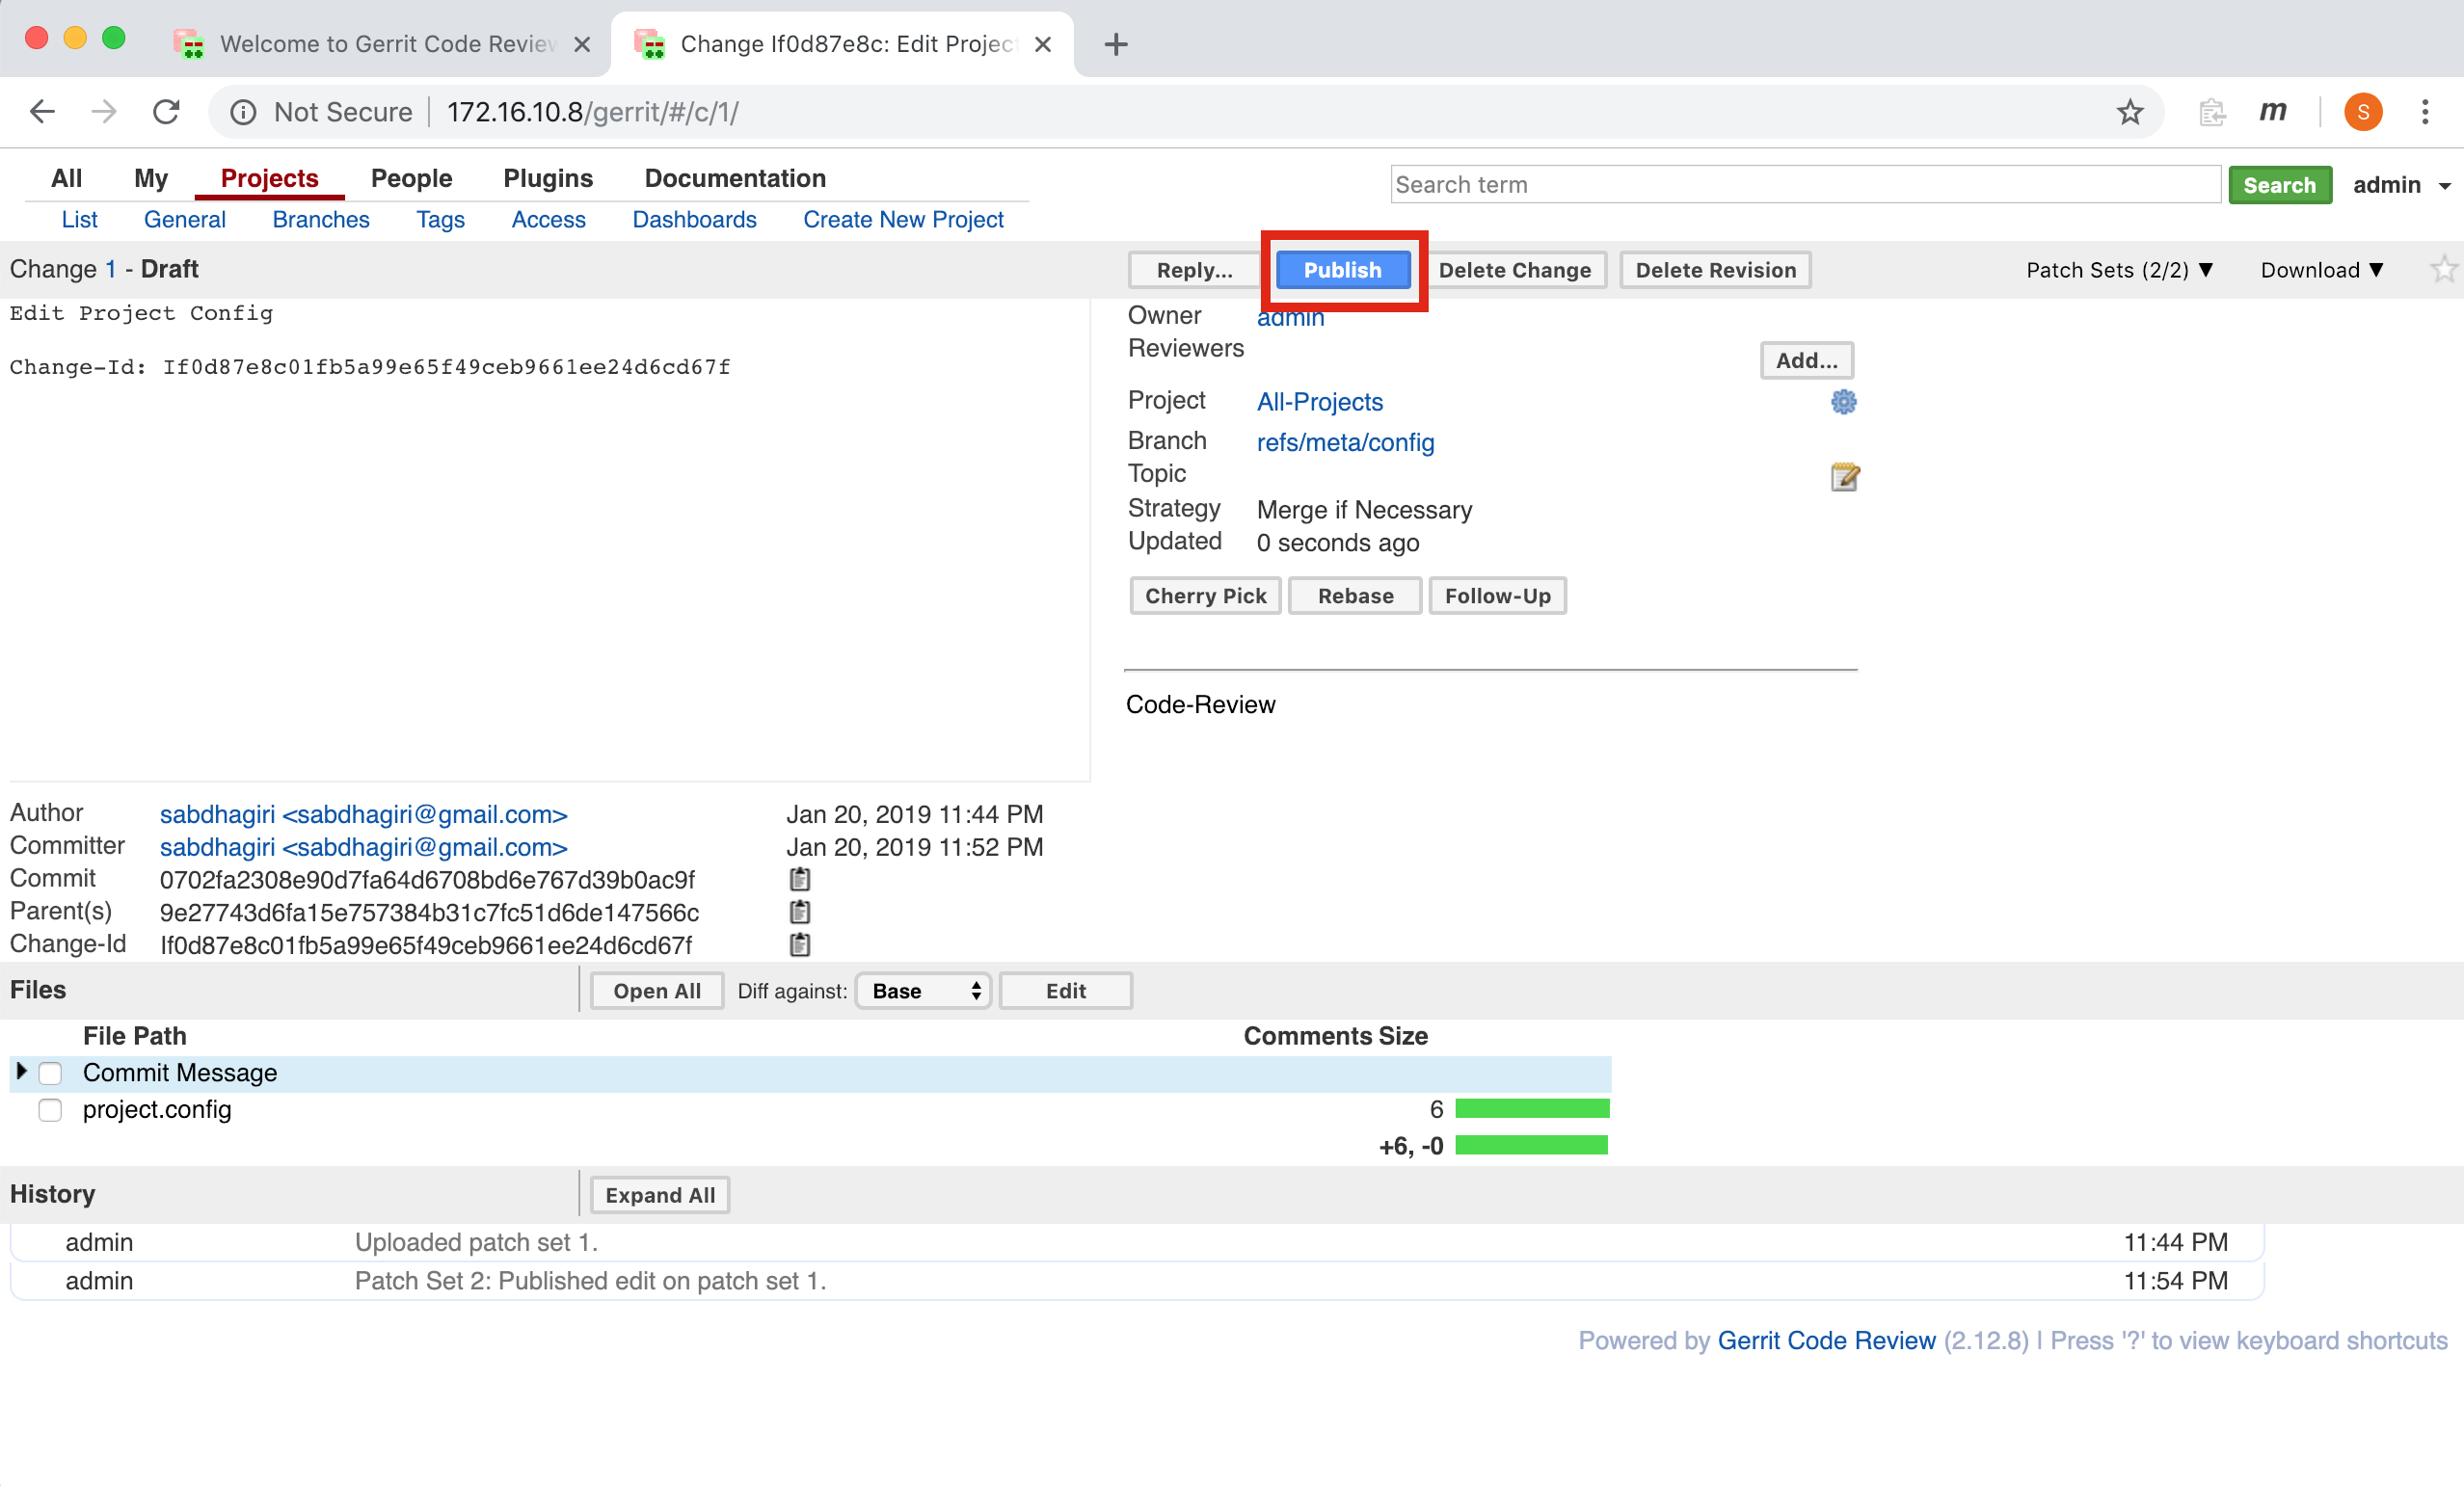 Welcome to Gerrit Code Review
Change If0d87e8c: Edit Project
Not Secure 172.16.10.8/gerrit/#/c/1/
m
S
All My Projects People Plugins Documentation
Search term Search admin
List General Branches Tags Access Dashboards Create New Project
Change 1 - Draft Reply... Publish Delete Change Delete Revision Patch Sets (2/2) ▼ Download ▼
Edit Project Config
Change-Id: If0d87e8c01fb5a99e65f49ceb9661ee24d6cd67f
Owner admin
Reviewers
Add...
Project All-Projects
Branch refs/meta/config
Topic
Strategy Merge if Necessary
Updated 0 seconds ago
Cherry Pick Rebase Follow-Up
Code-Review
Author sabdhagiri <sabdhagiri@gmail.com> Jan 20, 2019 11:44 PM
Committer sabdhagiri <sabdhagiri@gmail.com> Jan 20, 2019 11:52 PM
Commit 0702fa2308e90d7fa64d6708bd6e767d39b0ac9f
Parent(s) 9e27743d6fa15e757384b31c7fc51d6de147566c
Change-Id If0d87e8c01fb5a99e65f49ceb9661ee24d6cd67f
Files Open All Diff against: Base Edit
File Path Comments Size
Commit Message
project.config 6
+6, -0
History Expand All
admin Uploaded patch set 1. 11:44 PM
admin Patch Set 2: Published edit on patch set 1. 11:54 PM
Powered by Gerrit Code Review (2.12.8) | Press '?' to view keyboard shortcuts